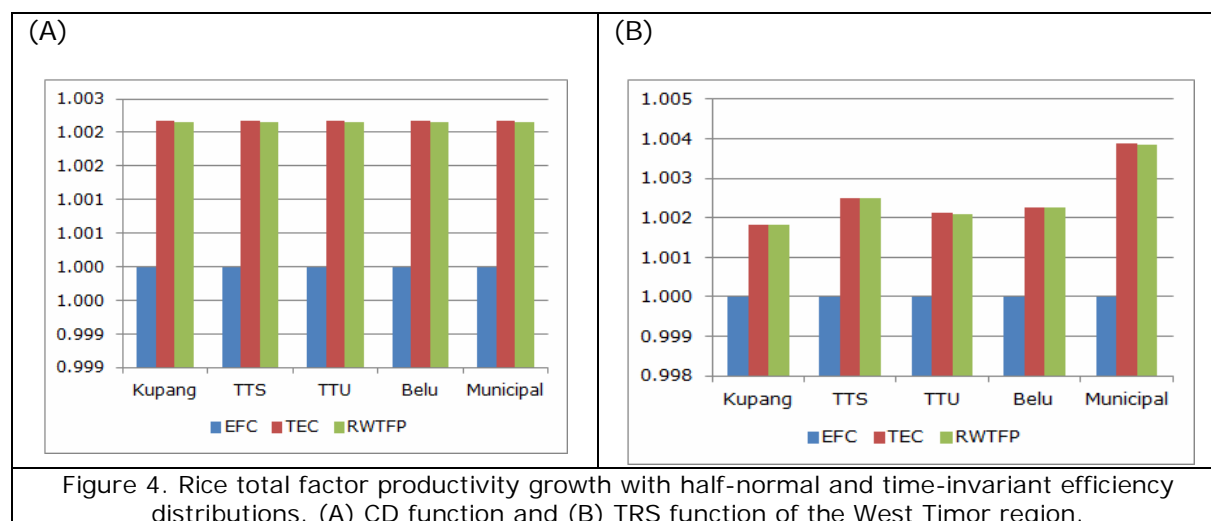 (A)
1.003
1.002
1.002
1.001
1.001
1.000
1.000
0.999
0.999
Kupang TTS TTU Belu Municipal
EFC TEC RWTFP
(B)
1.005
1.004
1.003
1.002
1.001
1.000
0.999
0.998
Kupang TTS TTU Belu Municipal
EFC TEC RWTFP
Figure 4. Rice total factor productivity growth with half-normal and time-invariant efficiency
distributions. (A) CD function and (B) TRS function of the West Timor region.